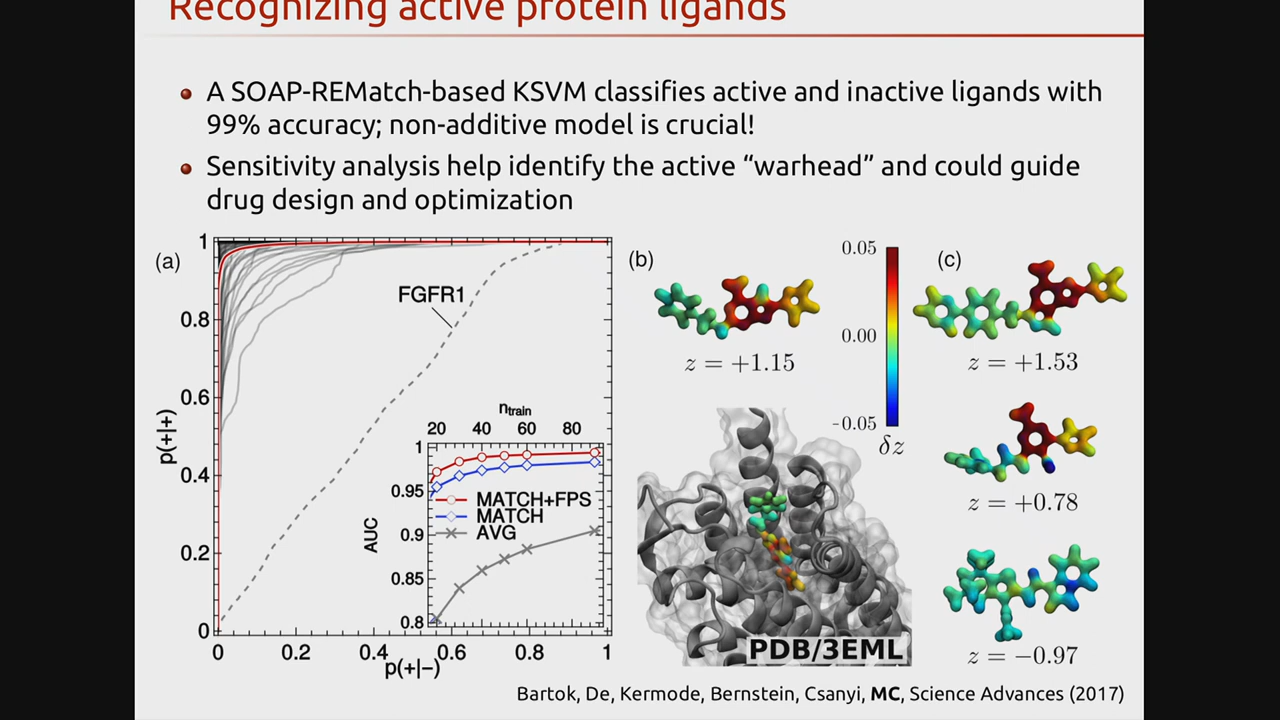 Recognizing active protein ligands
A SOAP-REMatch-based KSVM classifies active and inactive ligands with
99% accuracy; non-additive model is crucial!
Sensitivity analysis help identify the active “warhead” and could guide
drug design and optimization
(a)
1
0.8
0.6
0.4
0.2
0
p(+|+)
FGFR1
ntrain
20 40 60 80
1
0.95
0.9
0.85
0.8
AUC
MATCH+FPS
MATCH
AVG
0 0.2 0.4 0.6 0.8 1
p(+|−)
(b)
z = +1.15
0.05
0.00
-0.05
δz
PDB/3EML
(c)
z = +1.53
z = +0.78
z = −0.97
Bartok, De, Kermode, Bernstein, Csanyi, MC, Science Advances (2017)